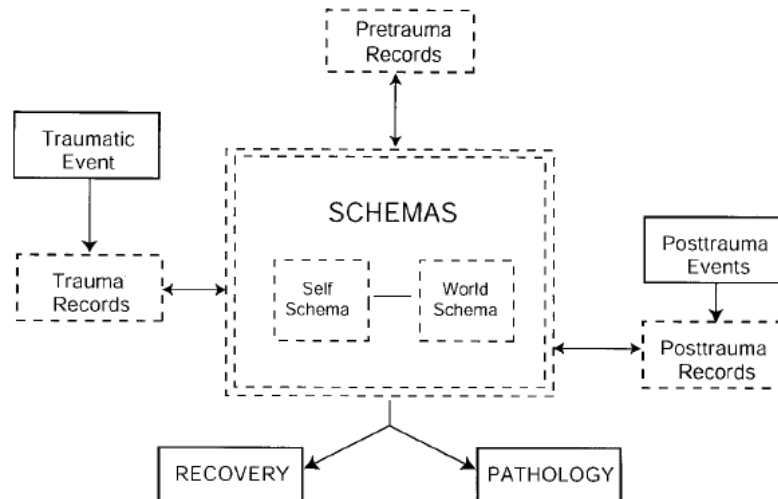 Pretrauma
Records
Traumatic
Event
SCHEMAS
Trauma
Records
Self
Schema
World
Schema
Posttrauma
Events
Posttrauma
Records
RECOVERY
PATHOLOGY